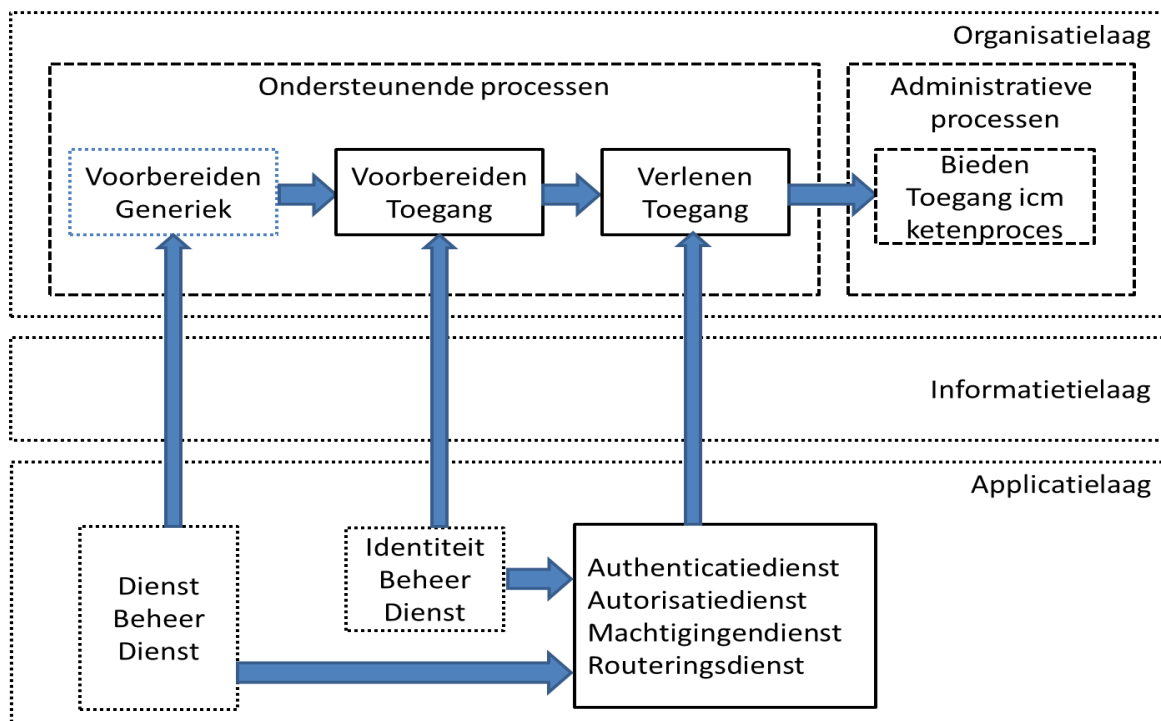 Organisatielaag
Ondersteunende processen
Administratieve
processen
Voorbereiden
Generiek
Voorbereiden
Toegang
Verlenen
Toegang
Bieden
Toegang icm
ketenproces
Informatietielaag
Applicatielaag
Dienst
Beheer
Dienst
Identiteit
Beheer
Dienst
Authenticatiedienst
Autorisatiedienst
Machtigingendienst
Routeringsdienst